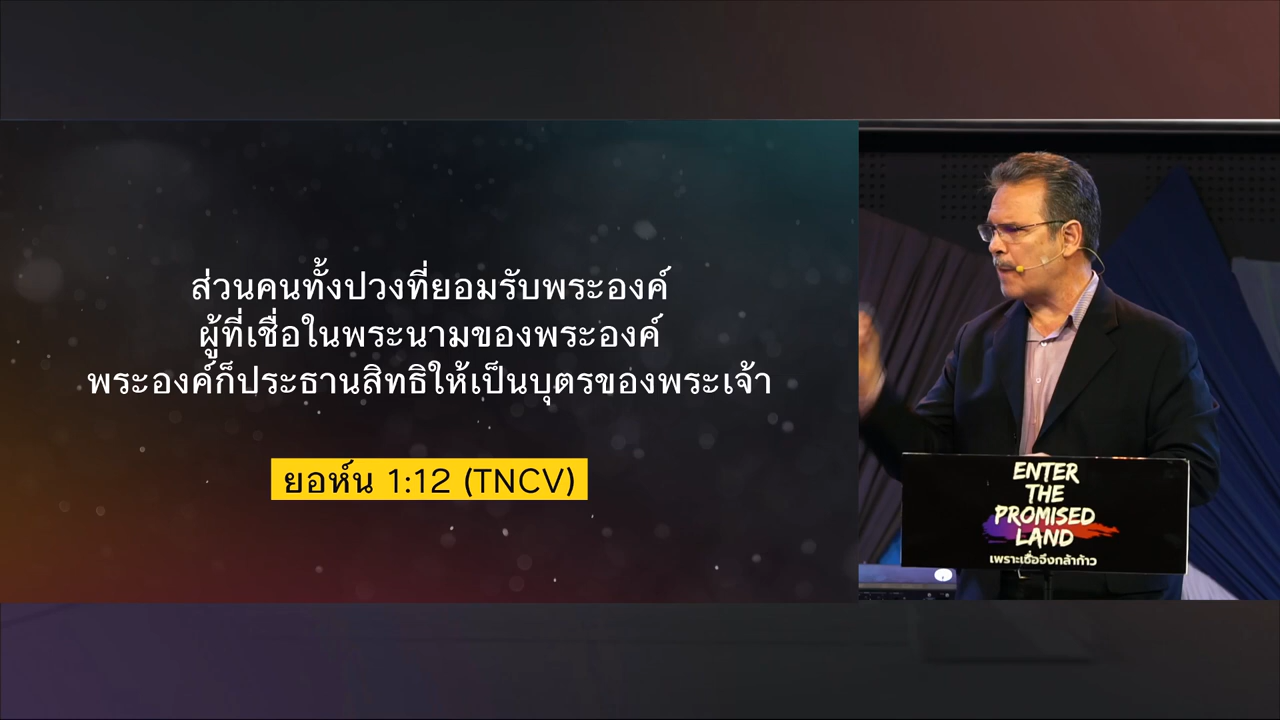 ส่วนคนทั้งปวงที่ยอมรับพระองค์
ผู้ที่เชื่อในพระนามของพระองค์
พระองค์ก็ประธานสิทธิให้เป็นบุตรของพระเจ้า
ยอห์น 1:12 (TNCV)
ENTER
THE
PROMISED
LAND
เพราะเชื่อจึงกล้าก้าว